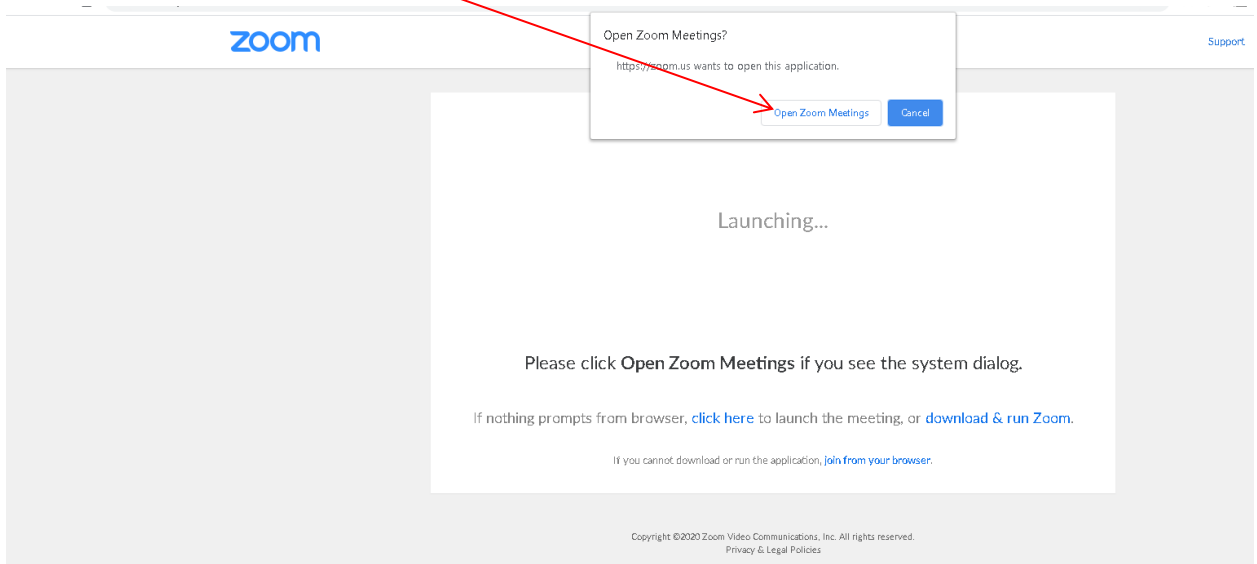 zoom
Support
Open Zoom Meetings?
https://zoom.us wants to open this application.
Open Zoom Meetings
Cancel
Launching...
Please click Open Zoom Meetings if you see the system dialog.
If nothing prompts from browser, click here to launch the meeting, or download & run Zoom.
If you cannot download or run the application, join from your browser.
Copyright ©2020 Zoom Video Communications, Inc. All rights reserved.
Privacy & Legal Policies